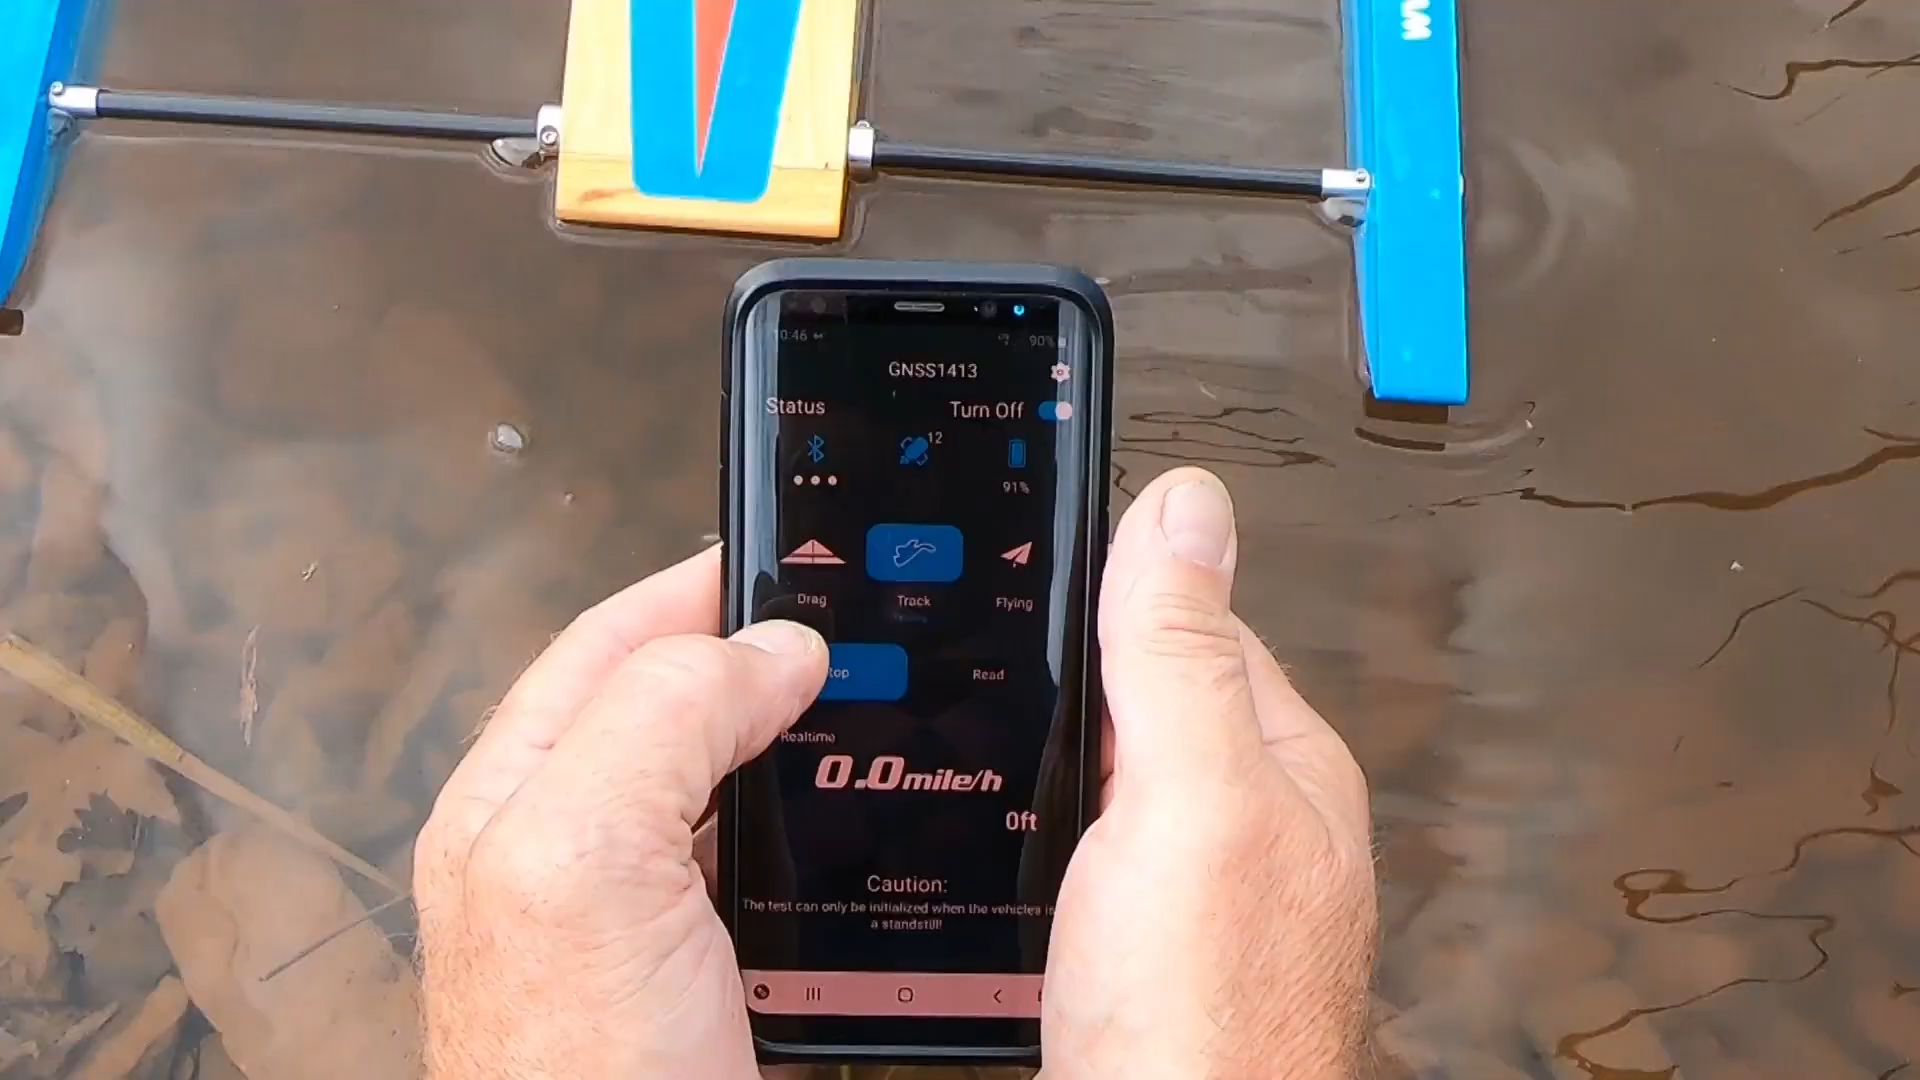 0:46
90%
GNSS1413
Status
Turn Off
12
91%
Drag
Track
Flying
top
Read
Realtime
0.0mile/h
0ft
Caution:
The test can only be initialized when the vehicles is
a standstill!